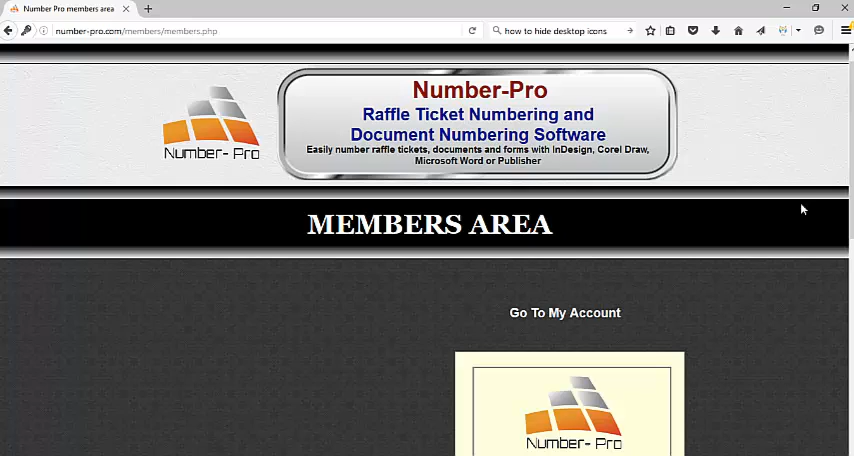 Number Pro members area
number-pro.com/members/members.php
how to hide desktop icons
Number- Pro
Number-Pro
Raffle Ticket Numbering and
Document Numbering Software
Easily number raffle tickets, documents and forms with InDesign, Corel Draw,
Microsoft Word or Publisher
MEMBERS AREA
Go To My Account
Number- Pro